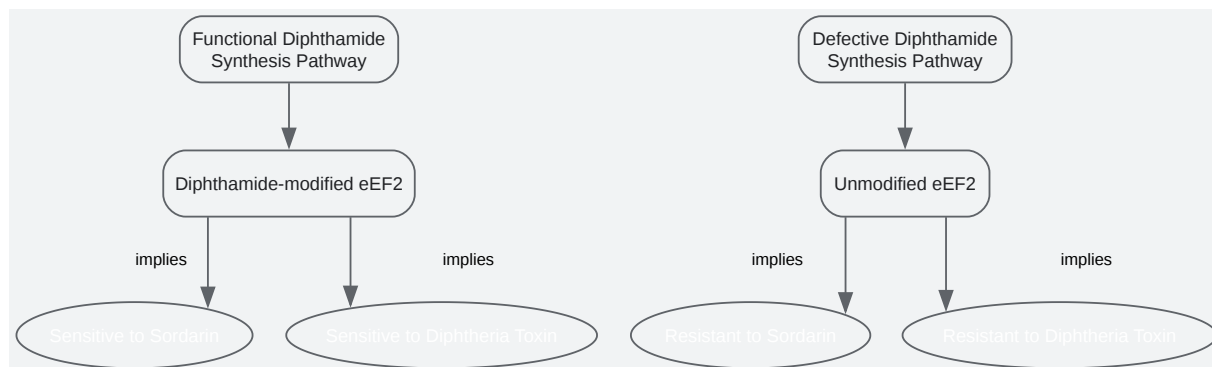 Functional Diphthamide
Synthesis Pathway
Defective Diphthamide
Synthesis Pathway
Diphthamide-modified eEF2
Unmodified eEF2
implies
implies
implies
implies
Sensitive to Sordarin
Sensitive to Diphtheria Toxin
Resistant to Sordarin
Resistant to Diphtheria Toxin